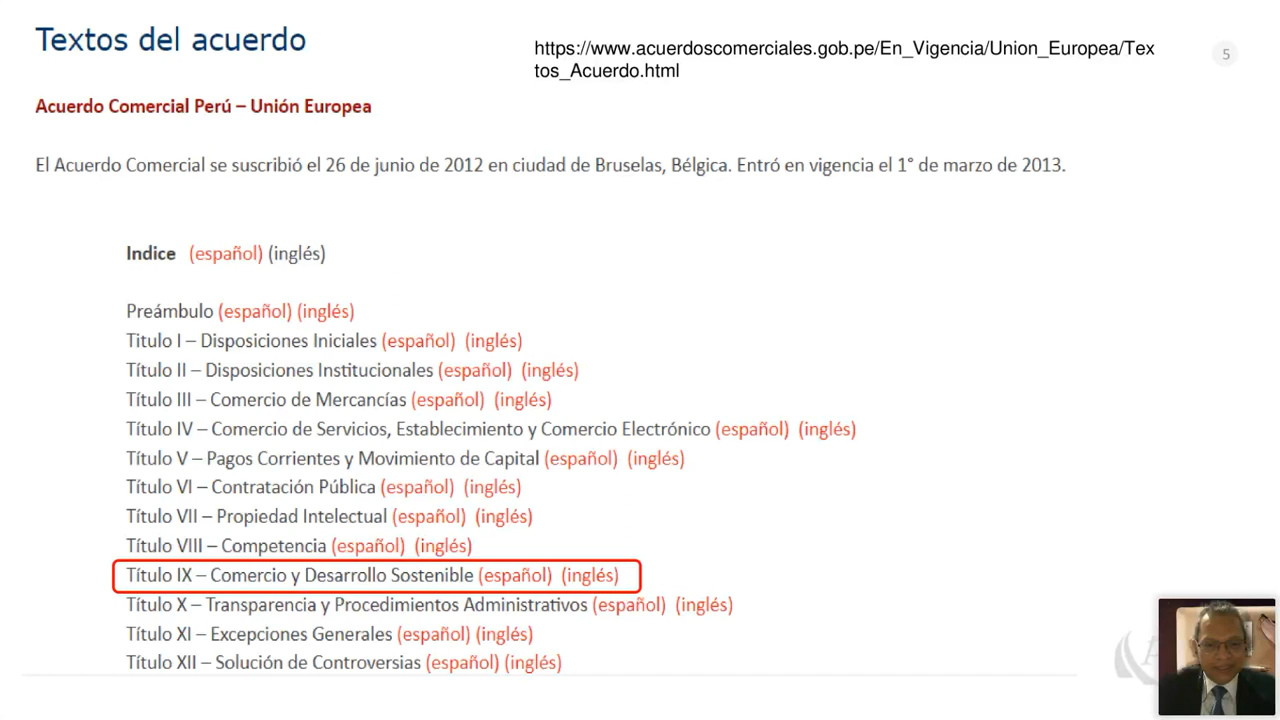 Textos del acuerdo
https://www.acuerdoscomerciales.gob.pe/En_Vigencia/Union_Europea/Tex
tos_Acuerdo.html
5
Acuerdo Comercial Perú – Unión Europea
El Acuerdo Comercial se suscribió el 26 de junio de 2012 en ciudad de Bruselas, Bélgica. Entró en vigencia el 1° de marzo de 2013.
Indice (español) (inglés)
Preámbulo (español) (inglés)
Titulo I – Disposiciones Iniciales (español) (inglés)
Título II – Disposiciones Institucionales (español) (inglés)
Título III – Comercio de Mercancías (español) (inglés)
Título IV – Comercio de Servicios, Establecimiento y Comercio Electrónico (español) (inglés)
Título V – Pagos Corrientes y Movimiento de Capital (español) (inglés)
Título VI – Contratación Pública (español) (inglés)
Título VII – Propiedad Intelectual (español) (inglés)
Título VIII – Competencia (español) (inglés)
Título IX – Comercio y Desarrollo Sostenible (español) (inglés)
Título X – Transparencia y Procedimientos Administrativos (español) (inglés)
Título XI – Excepciones Generales (español) (inglés)
Título XII – Solución de Controversias (español) (inglés)